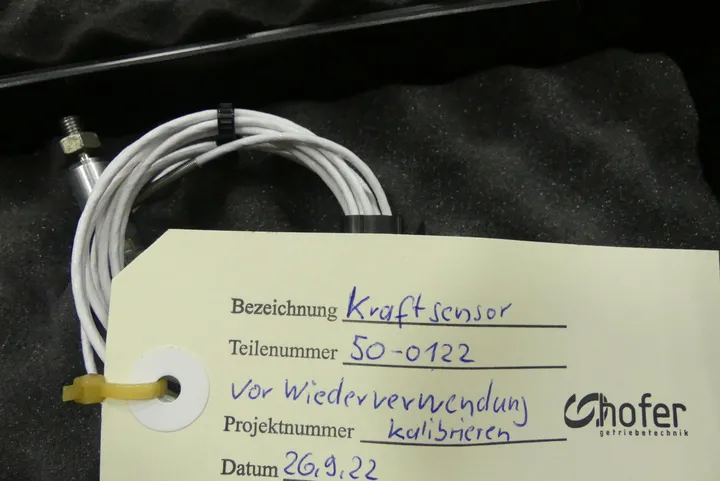 Bezeichnung Kraftsensor
Teilenummer 50-0122
vor Wiederverwendung
Projektnummer kalibrieren
Datum 26.9.22
hofer
getriebetechnik